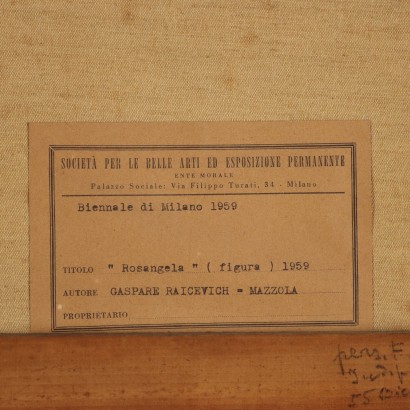 SOCIETÀ PER LE BELLE ARTI ED ESPOSIZIONE PERMANENTE
ENTE MORALE
Palazzo Sociale: Via Filippo Turati, 34 - Milano
Biennale di Milano 1959
TITOLO " Rosangela " ( figura ) 1959
AUTORE GASPARE RAICEVICH = MAZZOLA
PROPRIETARIO